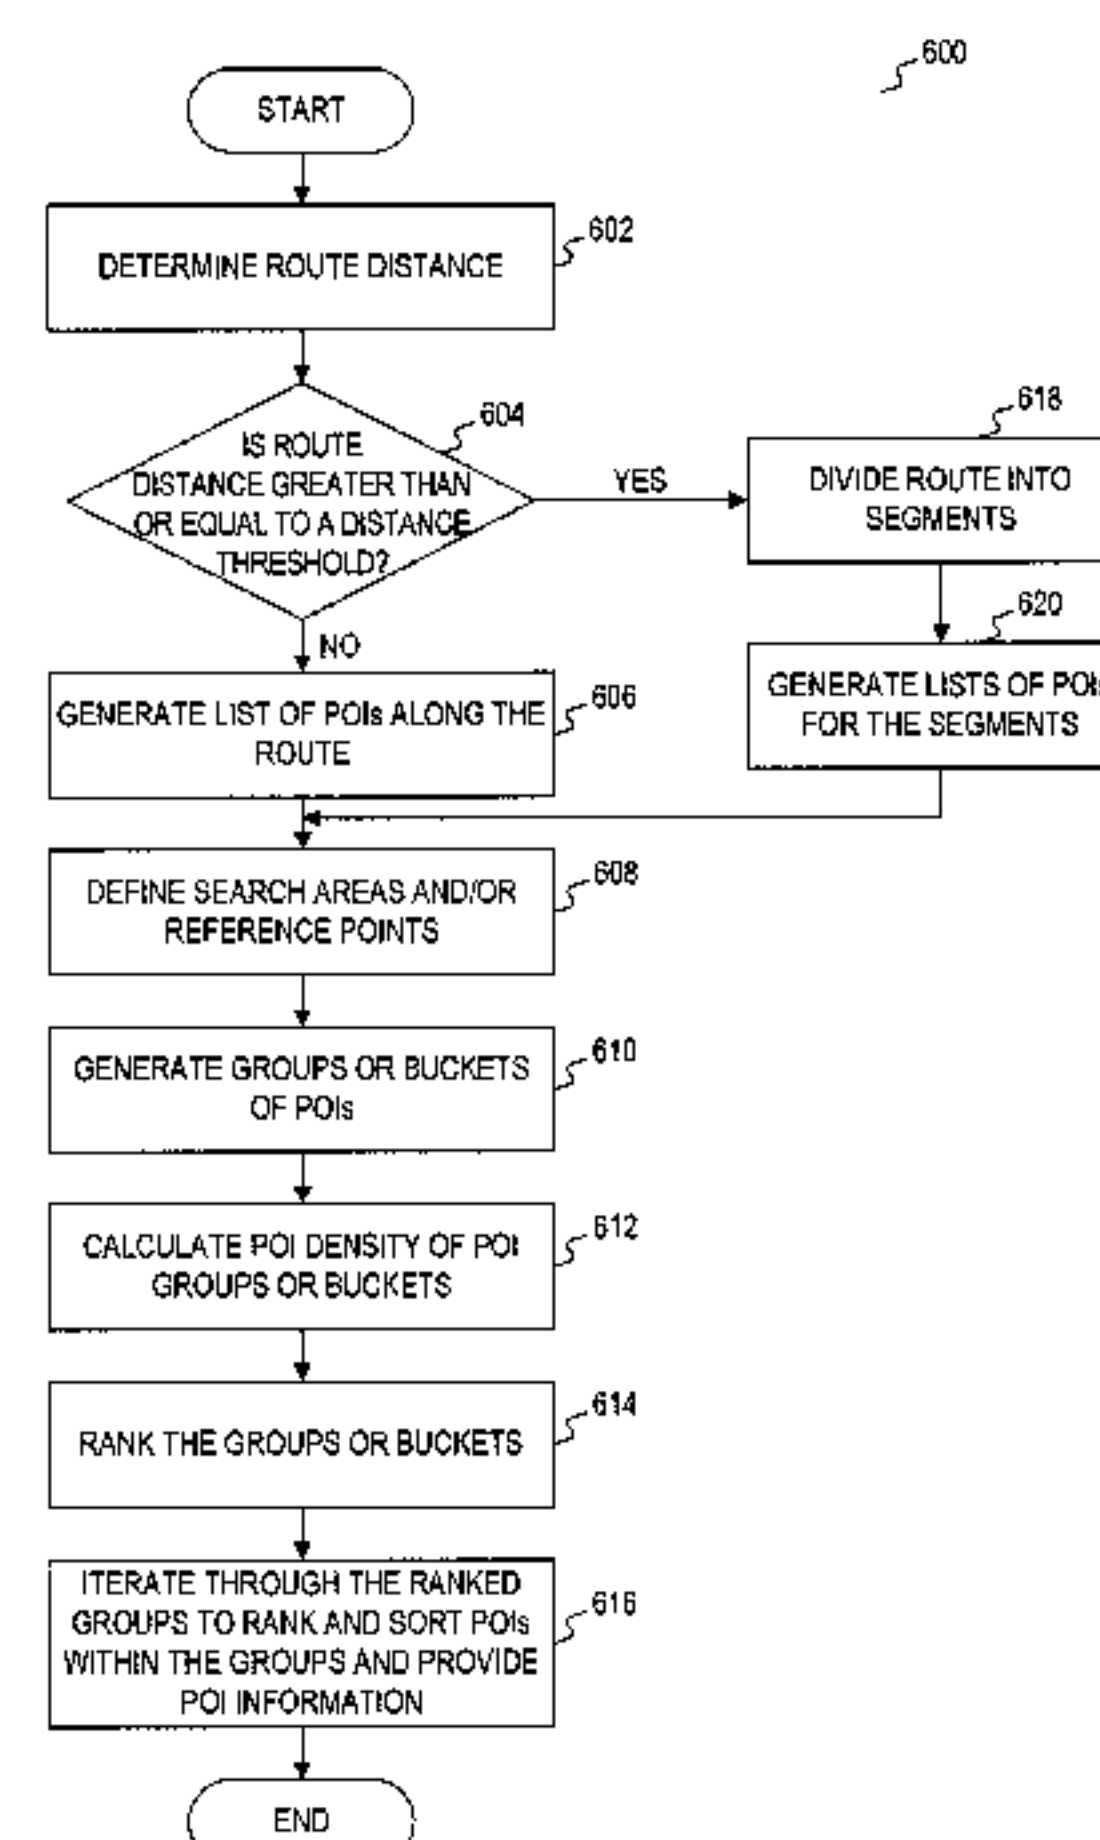 600
START
602
DETERMINE ROUTE DISTANCE
604
IS ROUTE
DISTANCE GREATER THAN
OR EQUAL TO A DISTANCE
THRESHOLD?
YES
618
DIVIDE ROUTE INTO
SEGMENTS
620
GENERATE LISTS OF POIs
FOR THE SEGMENTS
NO
606
GENERATE LIST OF POIs ALONG THE
ROUTE
608
DEFINE SEARCH AREAS AND/OR
REFERENCE POINTS
610
GENERATE GROUPS OR BUCKETS
OF POIs
612
CALCULATE POI DENSITY OF POI
GROUPS OR BUCKETS
614
RANK THE GROUPS OR BUCKETS
616
ITERATE THROUGH THE RANKED
GROUPS TO RANK AND SORT POIs
WITHIN THE GROUPS AND PROVIDE
POI INFORMATION
END